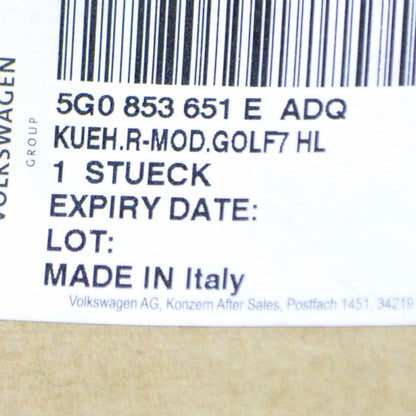 VOLKSWAGEN
GROUP
5G0 853 651 E ADQ
KUEH.R-MOD.GOLF7 HL
1 STUECK
EXPIRY DATE:
LOT:
MADE IN Italy
Volkswagen AG, Konzern After Sales, Postfach 1451, 34219